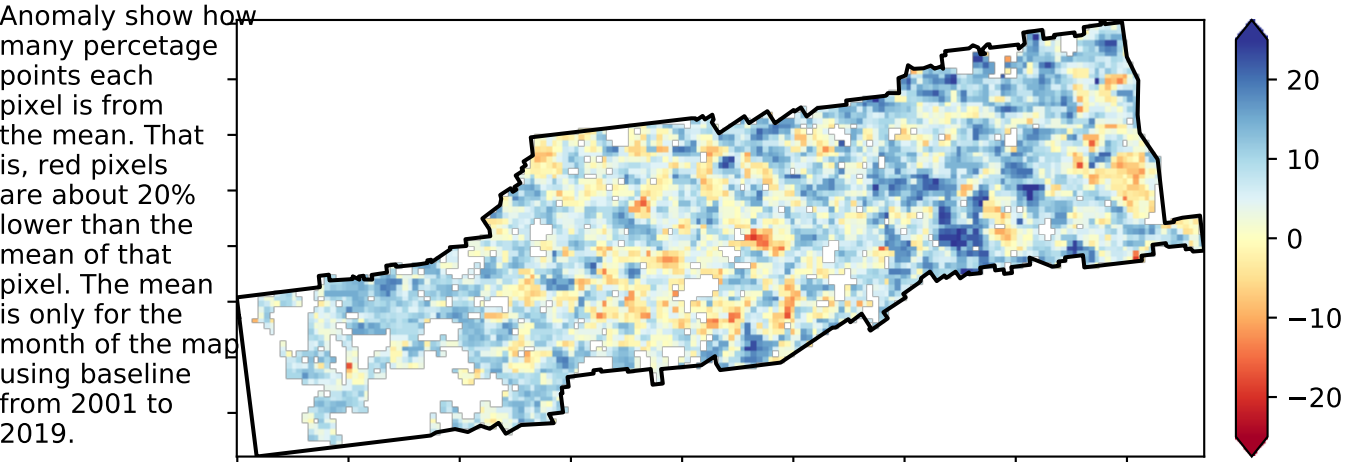 Anomaly show how
many percetage
points each
pixel is from
the mean. That
is, red pixels
are about 20%
lower than the
mean of that
pixel. The mean
is only for the
month of the map
using baseline
from 2001 to
2019.
20
10
0
−10
−20